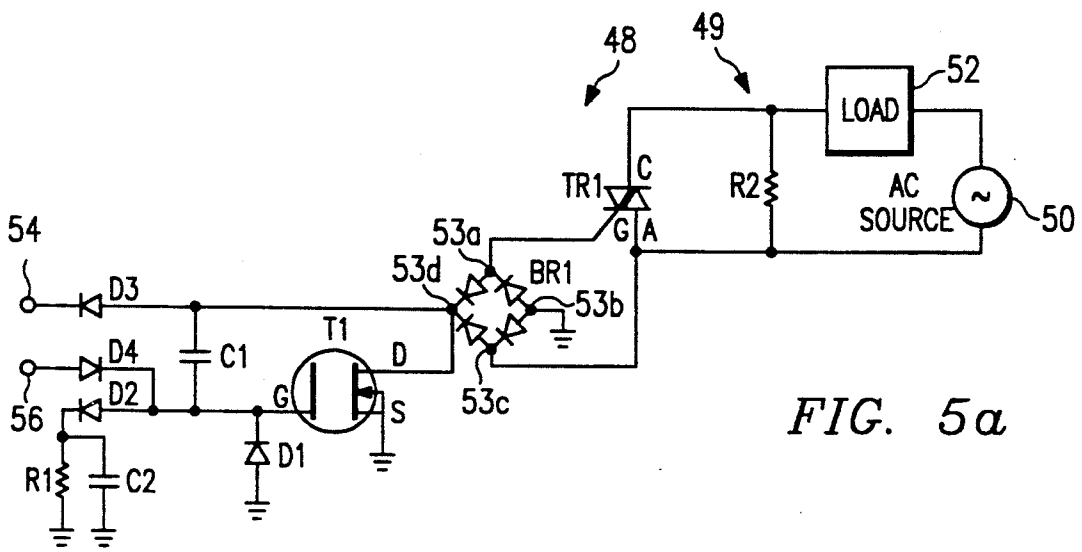 48
49
52
LOAD
C
TR1
R2
AC
SOURCE
~
50
G
A
54
53a
53d
BR1
53b
D3
T1
D
D4
C1
56
D2
G
S
53c
D1
R1
C2
FIG. 5a